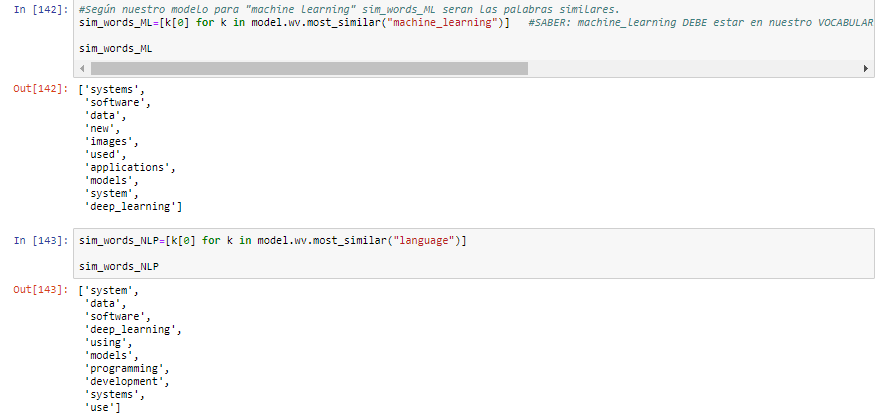 In [142]: #Según nuestro modelo para "machine learning" sim_words_ML seran las palabras similares.
sim_words_ML=[k[0] for k in model.wv.most_similar("machine_learning")]   #SABER: machine_learning DEBE estar en nuestro VOCABULAR
sim_words_ML
Out[142]: ['systems',
'software',
'data',
'new',
'images',
'used',
'applications',
'models',
'system',
'deep_learning']
In [143]: sim_words_NLP=[k[0] for k in model.wv.most_similar("language")]
sim_words_NLP
Out[143]: ['system',
'data',
'software',
'deep_learning',
'using',
'models',
'programming',
'development',
'systems',
'use']